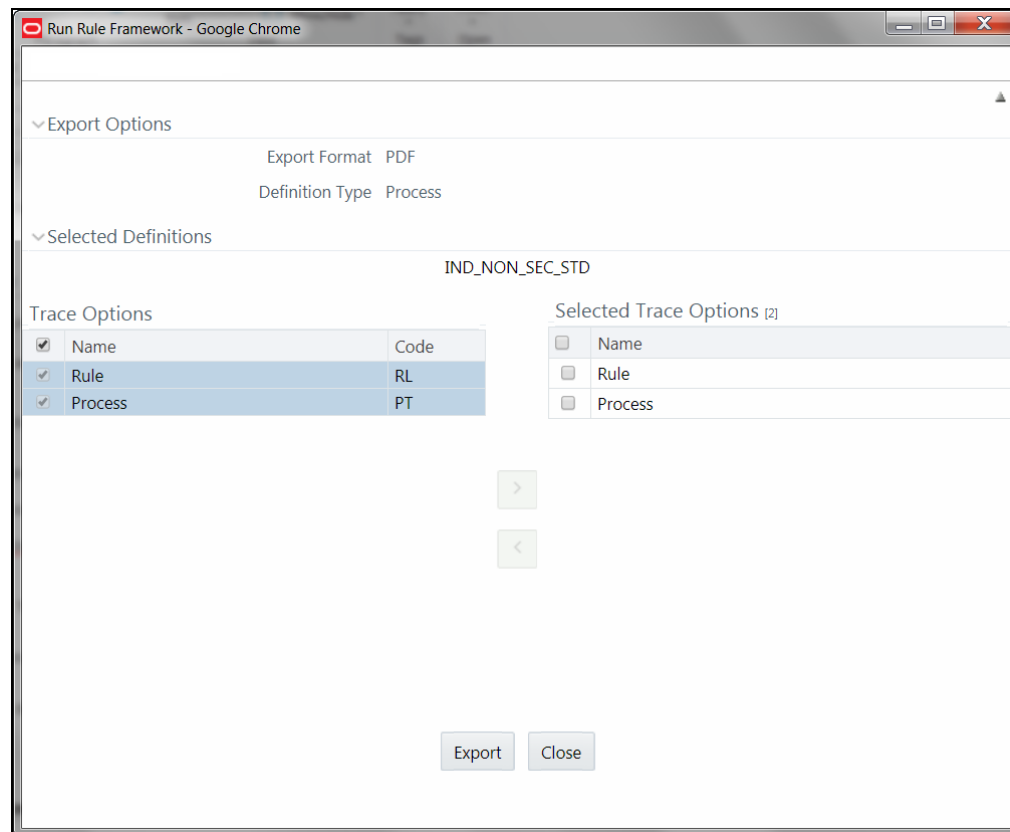 Run Rule Framework - Google Chrome
Export Options
Export Format PDF
Definition Type Process
Selected Definitions
IND_NON_SEC_STD
Trace Options
Name Code
Rule RL
Process PT
Selected Trace Options [2]
Name
Rule
Process
>
<
Export Close